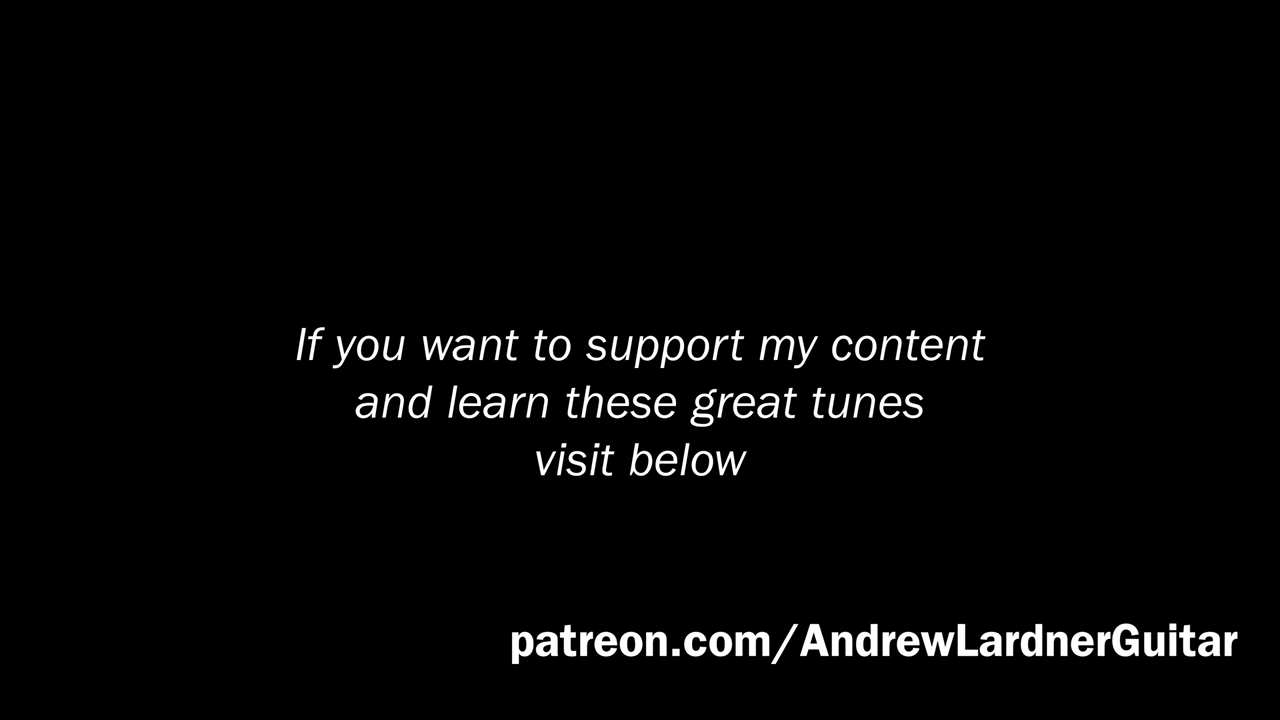 If you want to support my content
and learn these great tunes
visit below
patreon.com/AndrewLardnerGuitar